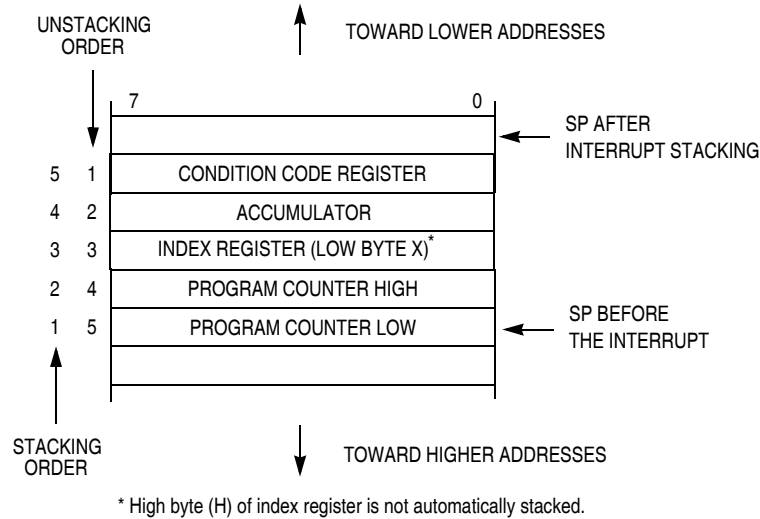 UNSTACKING
ORDER
TOWARD LOWER ADDRESSES
7 0
SP AFTER
INTERRUPT STACKING
5 1 CONDITION CODE REGISTER
4 2 ACCUMULATOR
3 3 INDEX REGISTER (LOW BYTE X)*
2 4 PROGRAM COUNTER HIGH
1 5 PROGRAM COUNTER LOW
SP BEFORE
THE INTERRUPT
STACKING
ORDER
TOWARD HIGHER ADDRESSES
* High byte (H) of index register is not automatically stacked.